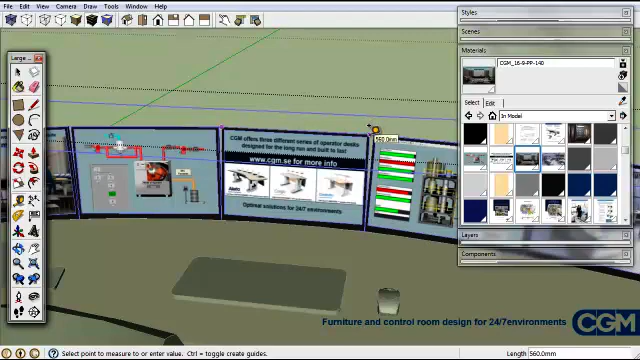 File Edit View Camera Draw Tools Window Help
Styles
Scenes
Materials
CGM_16-9-PP-140
Select Edit
In Model
Layers
Components
Large ...
560.0mm
CGM offers three different series of operator desks
designed for the long run and built to last
www.cgm.se for more info
Optimal solutions for 24/7 environments
Furniture and control room design for 24/7environments
CGM
Select point to measure to or enter value. Ctrl = toggle create guides.
Length 560.0mm